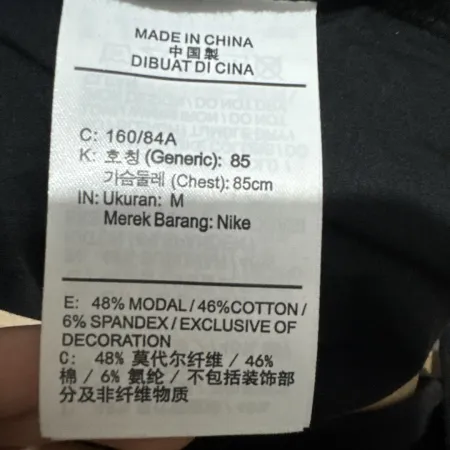 MADE IN CHINA
中国製
DIBUAT DI CINA
C: 160/84A
K: 호칭 (Generic): 85
가슴둘레 (Chest): 85cm
IN: Ukuran: M
Merek Barang: Nike
E: 48% MODAL / 46%COTTON /
6% SPANDEX / EXCLUSIVE OF
DECORATION
C: 48% 莫代尔纤维 / 46%
棉 / 6% 氨纶 / 不包括装饰部
分及非纤维物质